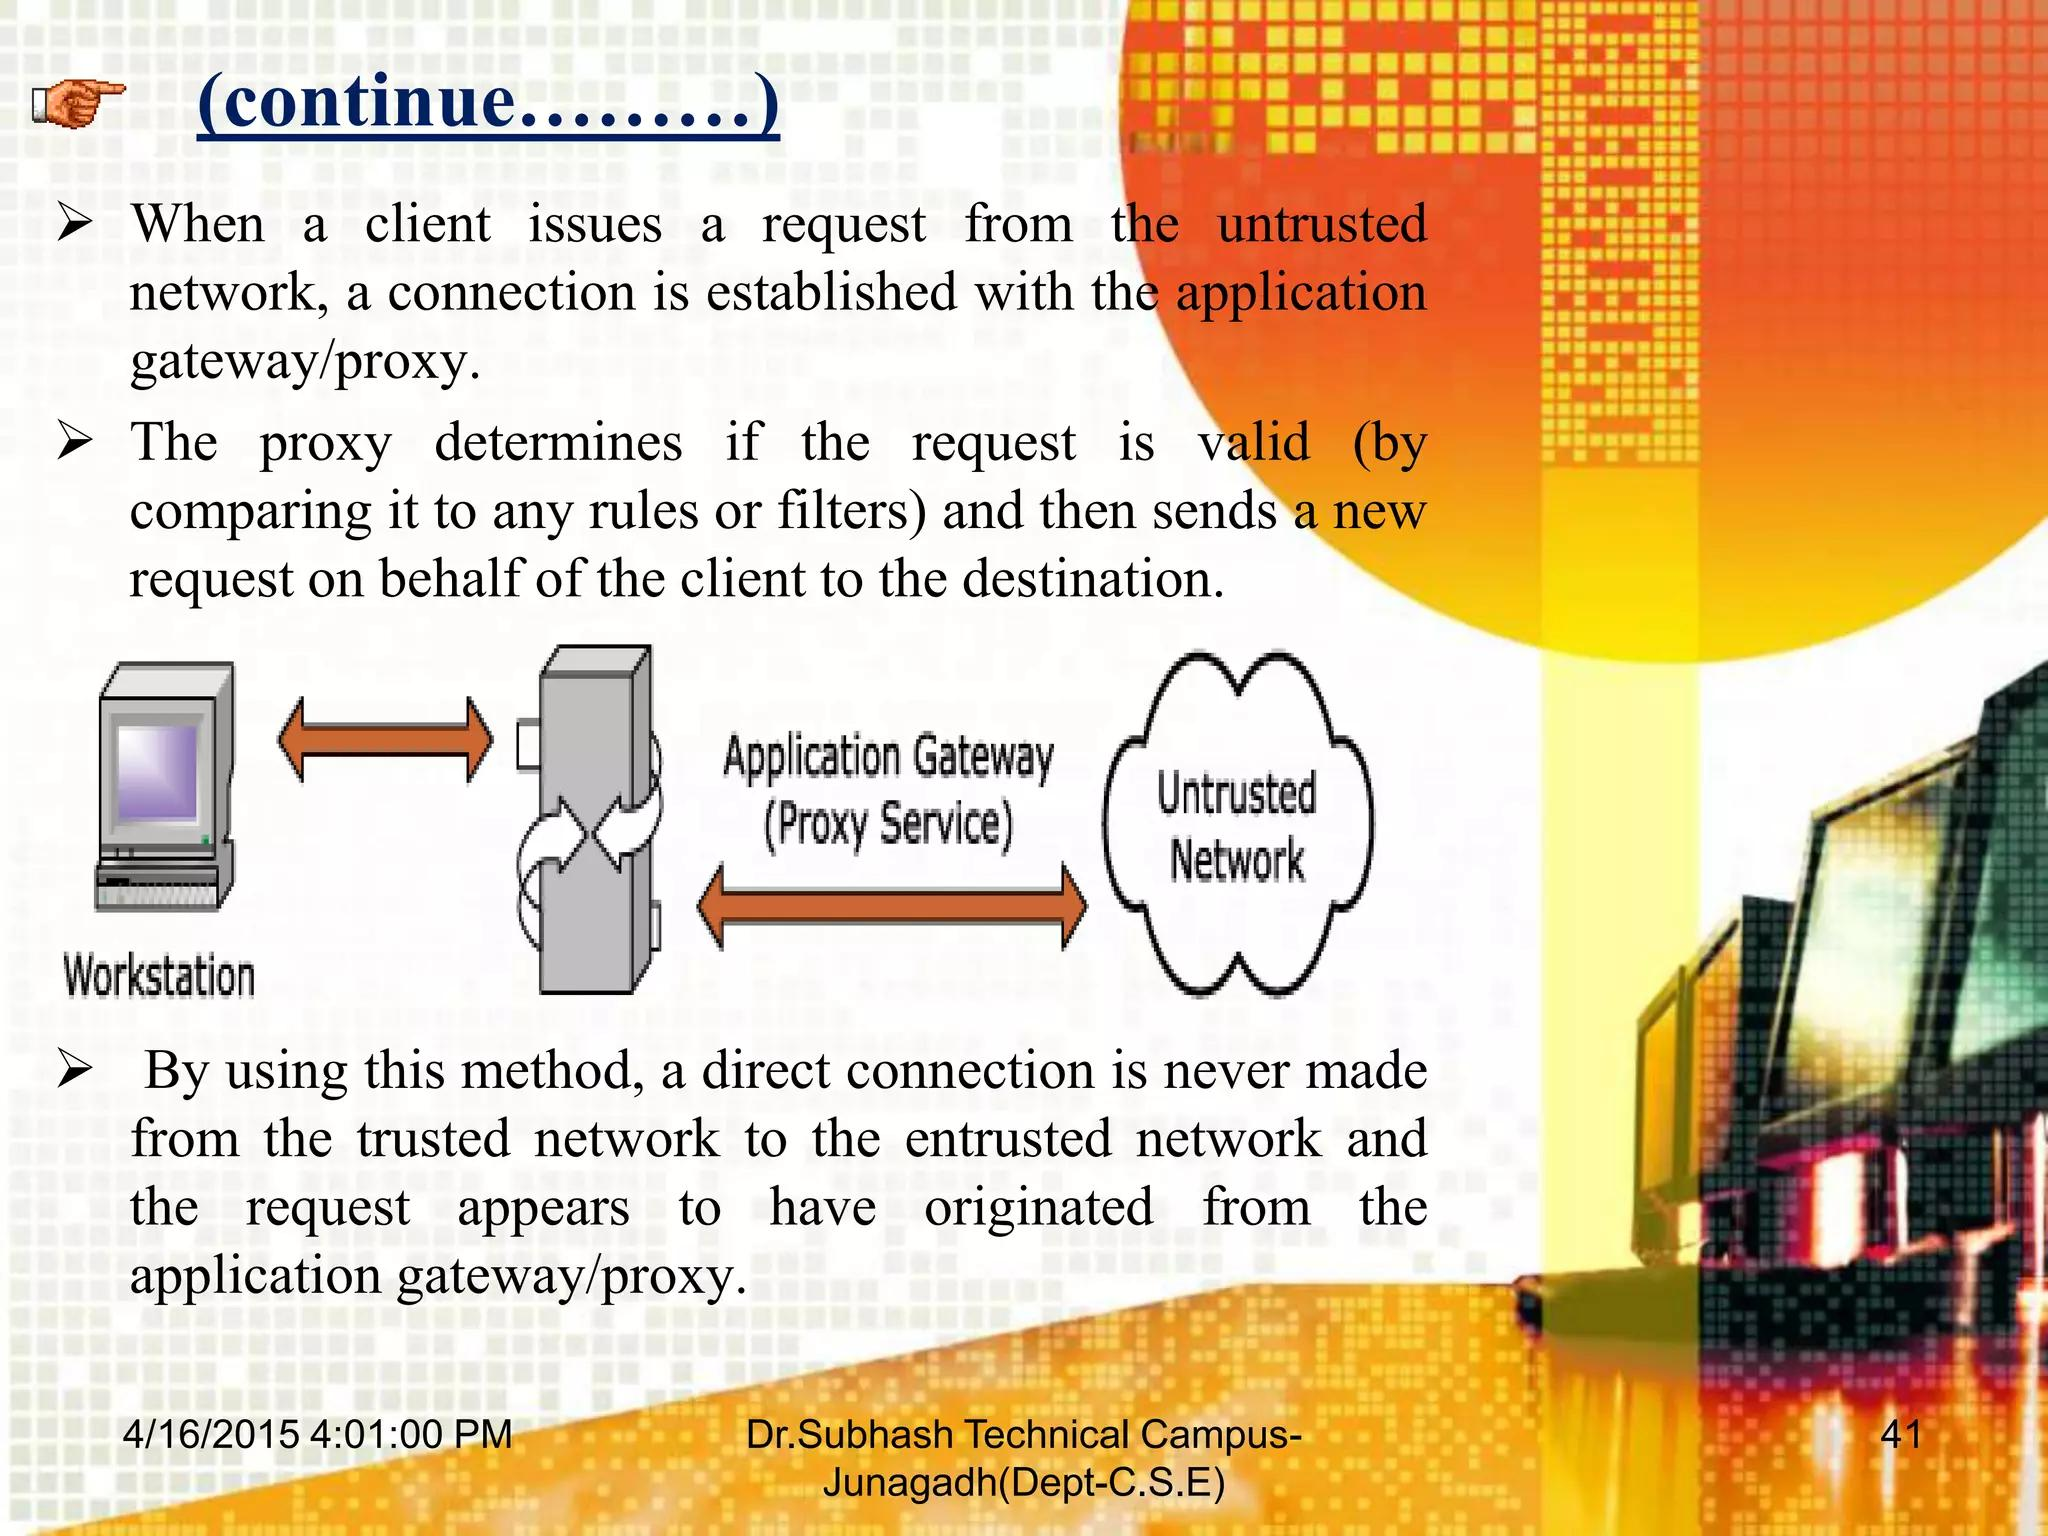 (continue………)
➢ When a client issues a request from the untrusted
network, a connection is established with the application
gateway/proxy.
➢ The proxy determines if the request is valid (by
comparing it to any rules or filters) and then sends a new
request on behalf of the client to the destination.
Application Gateway
(Proxy Service)
Untrusted
Network
Workstation
➢ By using this method, a direct connection is never made
from the trusted network to the entrusted network and
the request appears to have originated from the
application gateway/proxy.
4/16/2015 4:01:00 PM
Dr.Subhash Technical Campus-
Junagadh(Dept-C.S.E)
41